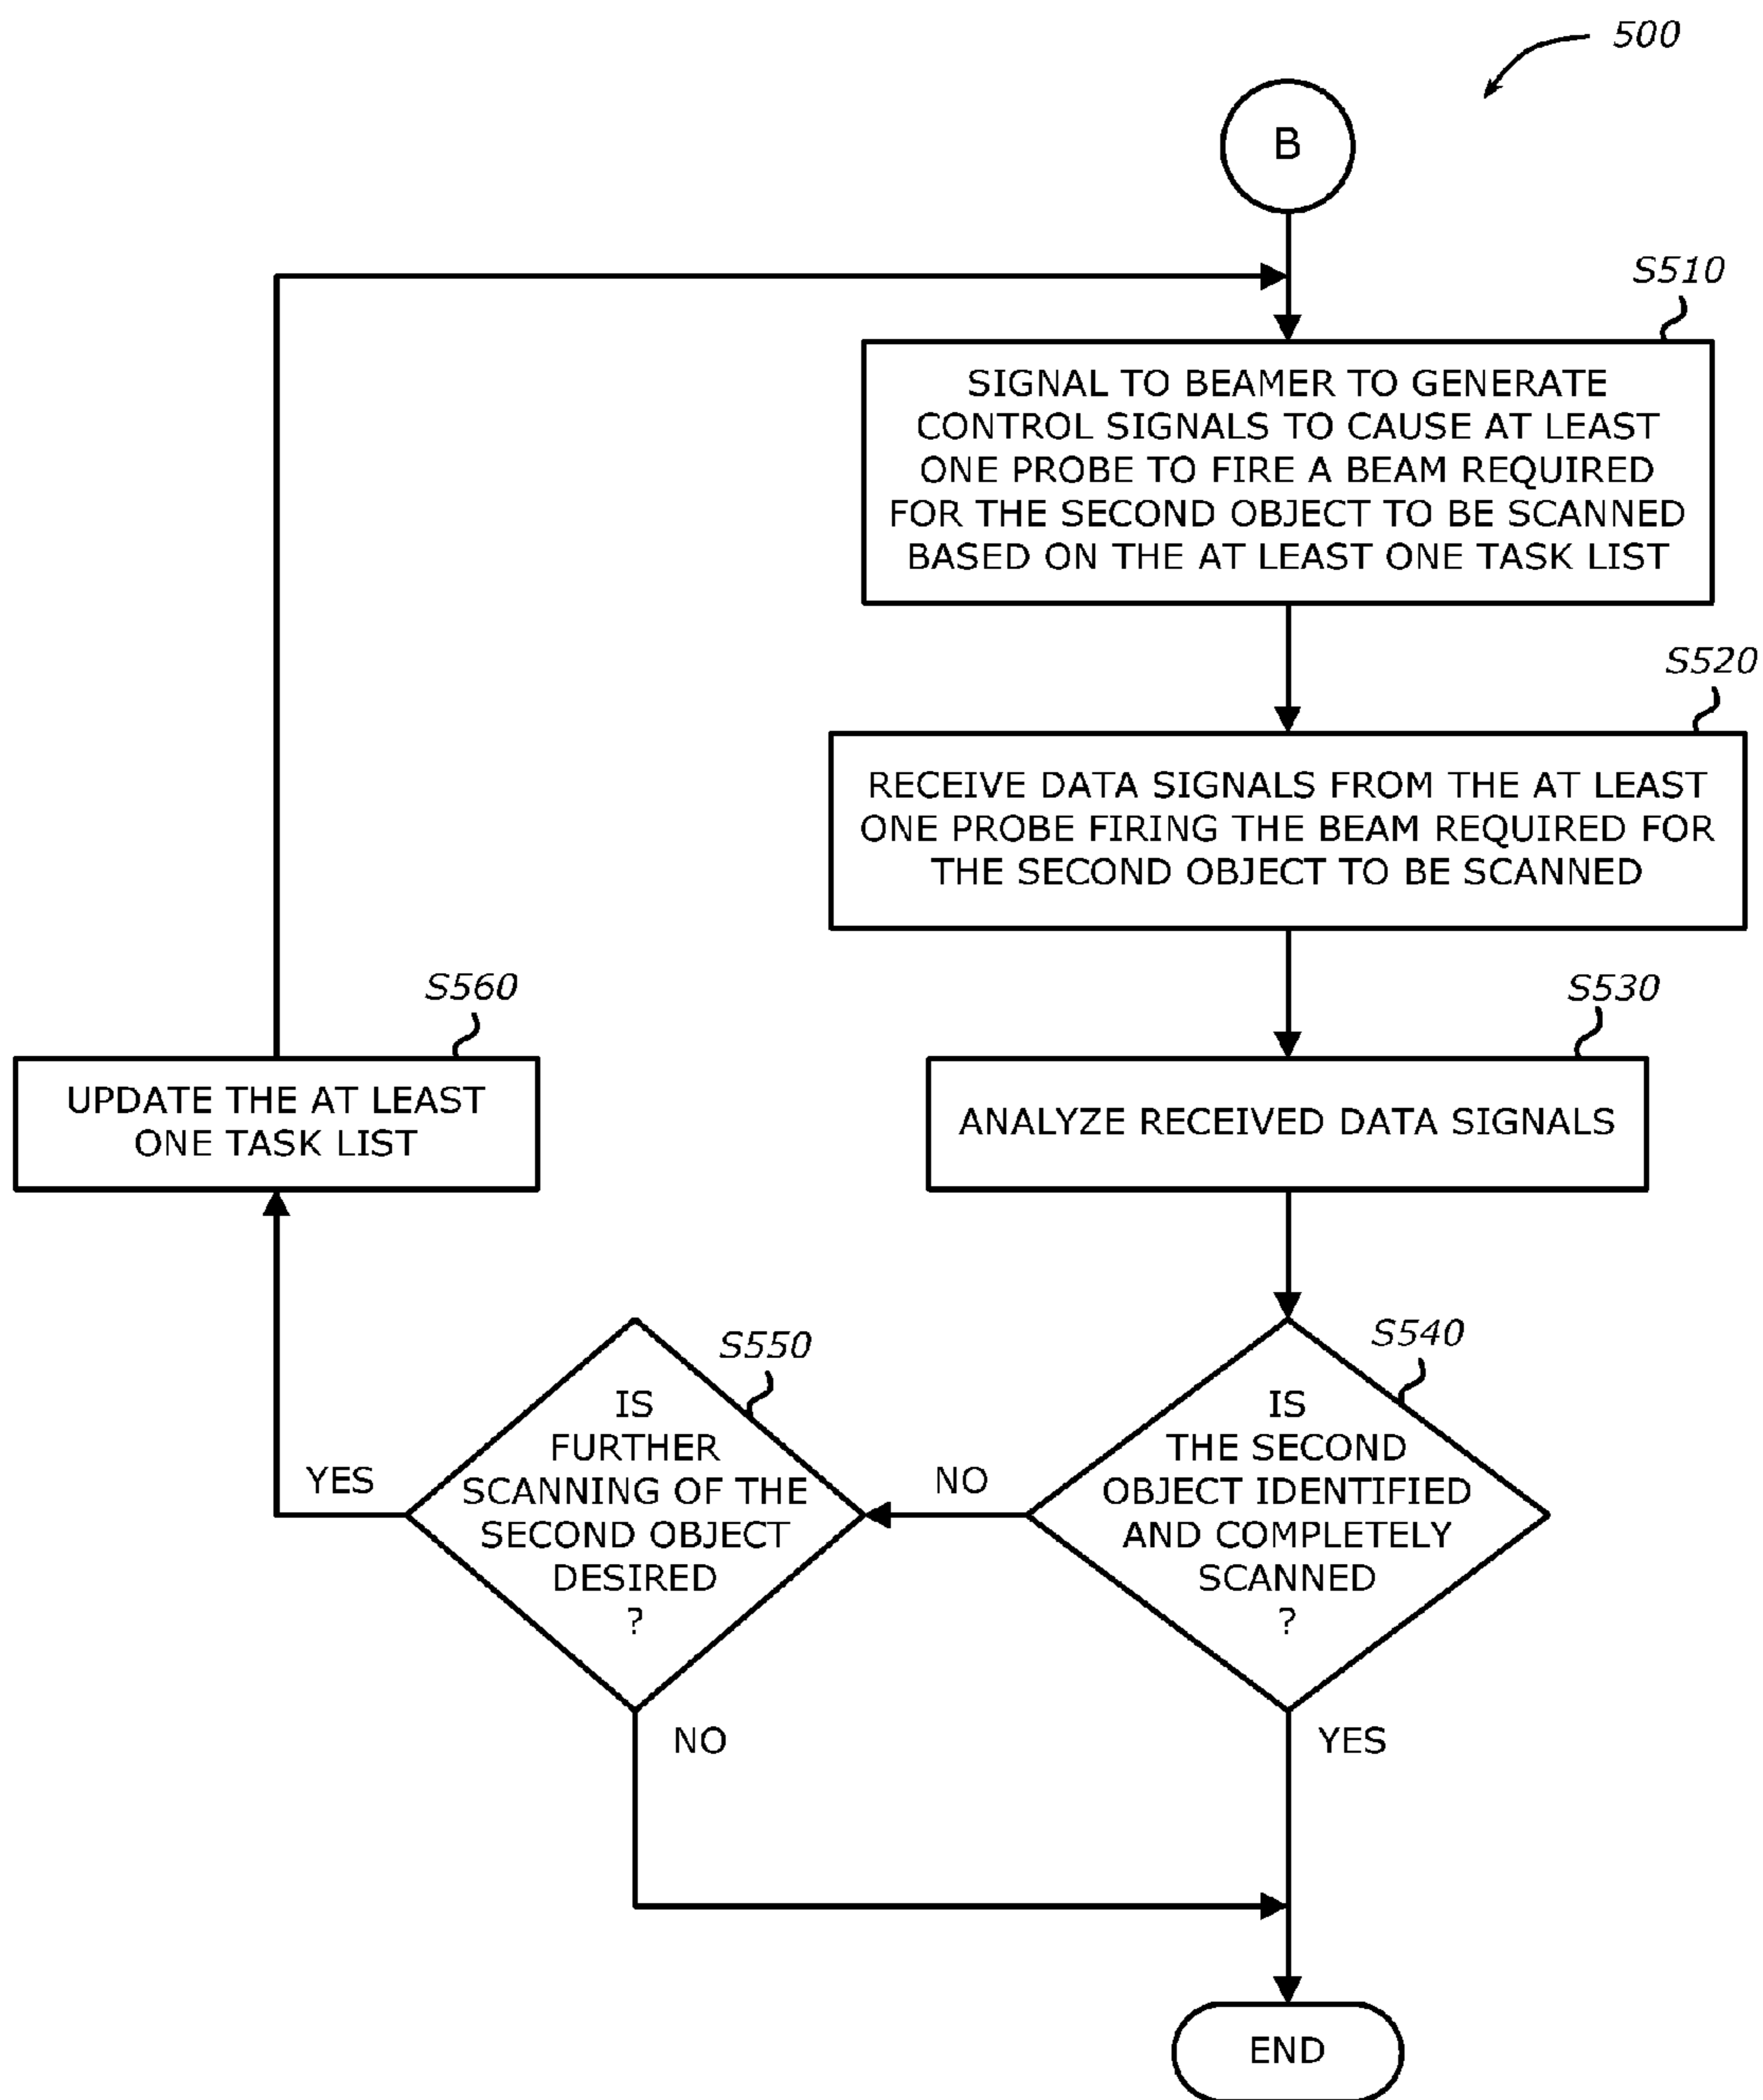 500
B
S510
SIGNAL TO BEAMER TO GENERATE
CONTROL SIGNALS TO CAUSE AT LEAST
ONE PROBE TO FIRE A BEAM REQUIRED
FOR THE SECOND OBJECT TO BE SCANNED
BASED ON THE AT LEAST ONE TASK LIST
S520
RECEIVE DATA SIGNALS FROM THE AT LEAST
ONE PROBE FIRING THE BEAM REQUIRED FOR
THE SECOND OBJECT TO BE SCANNED
S530
ANALYZE RECEIVED DATA SIGNALS
S540
IS
THE SECOND
OBJECT IDENTIFIED
AND COMPLETELY
SCANNED
?
NO
YES
S550
IS
FURTHER
SCANNING OF THE
SECOND OBJECT
DESIRED
?
YES
NO
S560
UPDATE THE AT LEAST
ONE TASK LIST
END